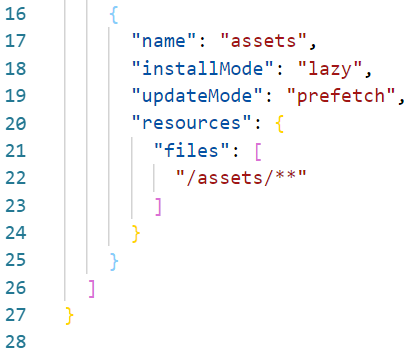 16 {
17 "name": "assets",
18 "installMode": "lazy",
19 "updateMode": "prefetch",
20 "resources": {
21 "files": [
22 "/assets/**"
23 ]
24 }
25 }
26 ]
27 }
28